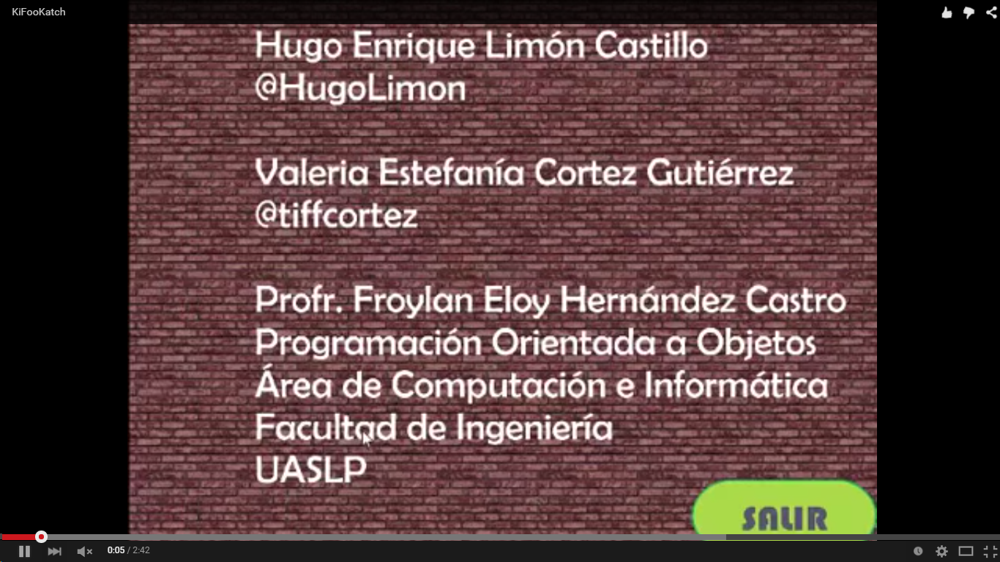 KiFooKatch
Hugo Enrique Limón Castillo
@HugoLimon
Valeria Estefanía Cortez Gutiérrez
@tiffcortez
Profr. Froylan Eloy Hernández Castro
Programación Orientada a Objetos
Área de Computación e Informática
Facultad de Ingeniería
UASLP
SALIR
0:05 / 2:42